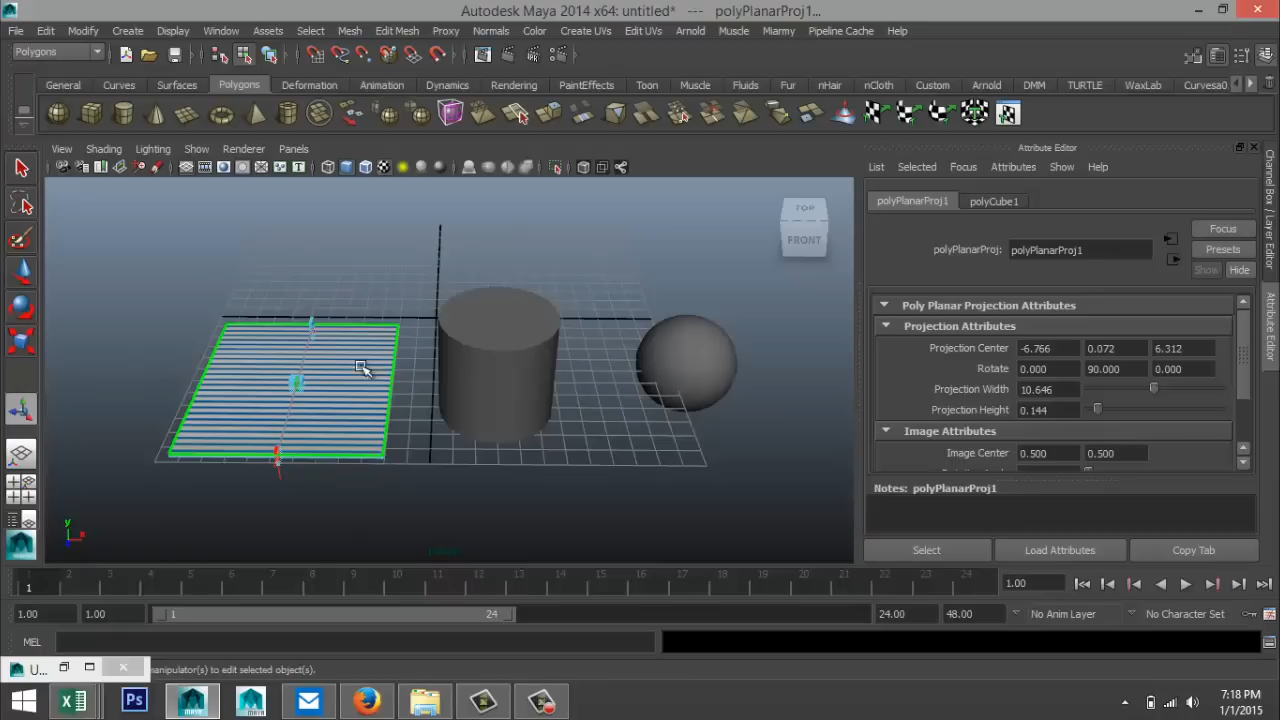 Autodesk Maya 2014 x64: untitled* --- polyPlanarProj1...
File Edit Modify Create Display Window Assets Select Mesh Edit Mesh Proxy Normals Color Create UVs Edit UVs Arnold Muscle Miarmy Pipeline Cache Help
Polygons
General Curves Surfaces Polygons Deformation Animation Dynamics Rendering PaintEffects Toon Muscle Fluids Fur nHair nCloth Custom Arnold DMM TURTLE WaxLab Curvesa0
View Shading Lighting Show Renderer Panels
Attribute Editor
List Selected Focus Attributes Show Help
polyPlanarProj1 polyCube1
Focus
polyPlanarProj: polyPlanarProj1
Presets
Show Hide
TOP
FRONT
Poly Planar Projection Attributes
Projection Attributes
Projection Center -6.766 0.072 6.312
Rotate 0.000 90.000 0.000
Projection Width 10.646
Projection Height 0.144
Image Attributes
Image Center 0.500 0.500
Notes: polyPlanarProj1
Select Load Attributes Copy Tab
Channel Box / Layer Editor
Attribute Editor
y
x
1 2 3 4 5 6 7 8 9 10 11 12 13 14 15 16 17 18 19 20 21 22 23 24
1 1.00
1.00 1.00 1 24 24.00 48.00 No Anim Layer No Character Set
MEL
U... manipulator(s) to edit selected object(s).
Ps
7:18 PM
1/1/2015